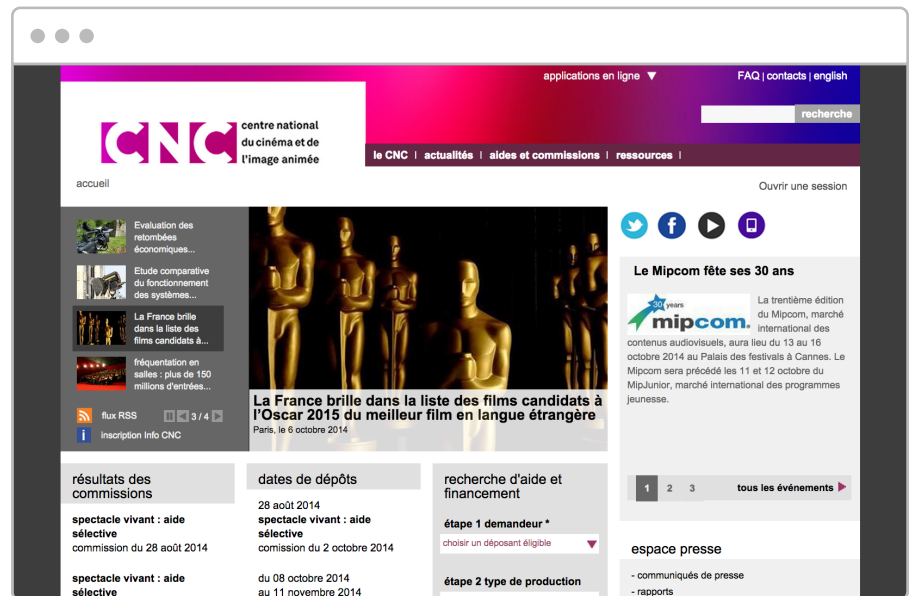 applications en ligne ▼
FAQ | contacts | english
recherche
CNC
centre national
du cinéma et de
l'image animée
le CNC | actualités | aides et commissions | ressources |
accueil
Ouvrir une session
Evaluation des
retombées
économiques...
Etude comparative
du fonctionnement
des systèmes...
La France brille
dans la liste des
films candidats à...
fréquentation en
salles : plus de 150
millions d'entrées...
flux RSS
3 / 4
i inscription Info CNC
La France brille dans la liste des films candidats à
l'Oscar 2015 du meilleur film en langue étrangère
Paris, le 6 octobre 2014
Le Mipcom fête ses 30 ans
30 years
mipcom.
La trentième édition
du Mipcom, marché
international des
contenus audiovisuels, aura lieu du 13 au 16
octobre 2014 au Palais des festivals à Cannes. Le
Mipcom sera précédé les 11 et 12 octobre du
MipJunior, marché international des programmes
jeunesse.
1 2 3
tous les événements
résultats des
commissions
spectacle vivant : aide
sélective
commission du 28 août 2014
spectacle vivant : aide
sélective
dates de dépôts
28 août 2014
spectacle vivant : aide
sélective
comission du 2 octobre 2014
du 08 octobre 2014
au 11 novembre 2014
recherche d'aide et
financement
étape 1 demandeur *
choisir un déposant éligible
étape 2 type de production
espace presse
- communiqués de presse
- rapports